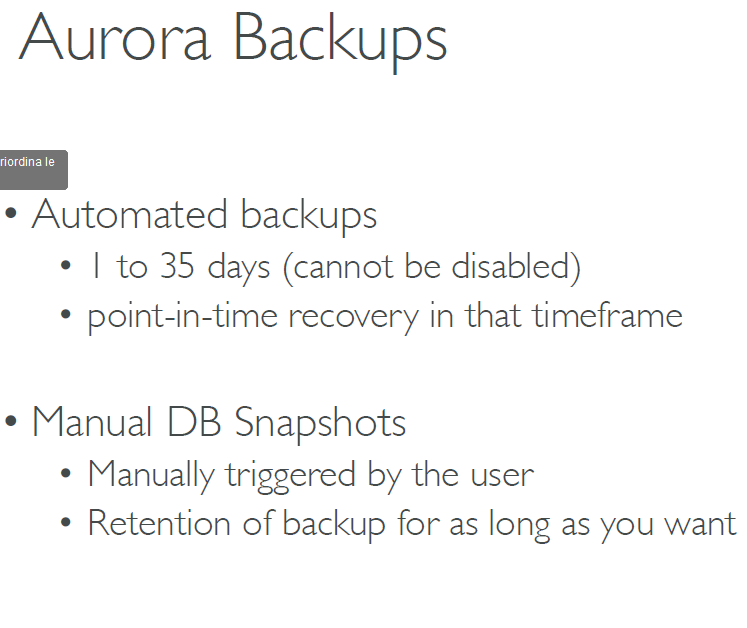 Aurora Backups
riordina le
• Automated backups
• 1 to 35 days (cannot be disabled)
• point-in-time recovery in that timeframe
• Manual DB Snapshots
• Manually triggered by the user
• Retention of backup for as long as you want